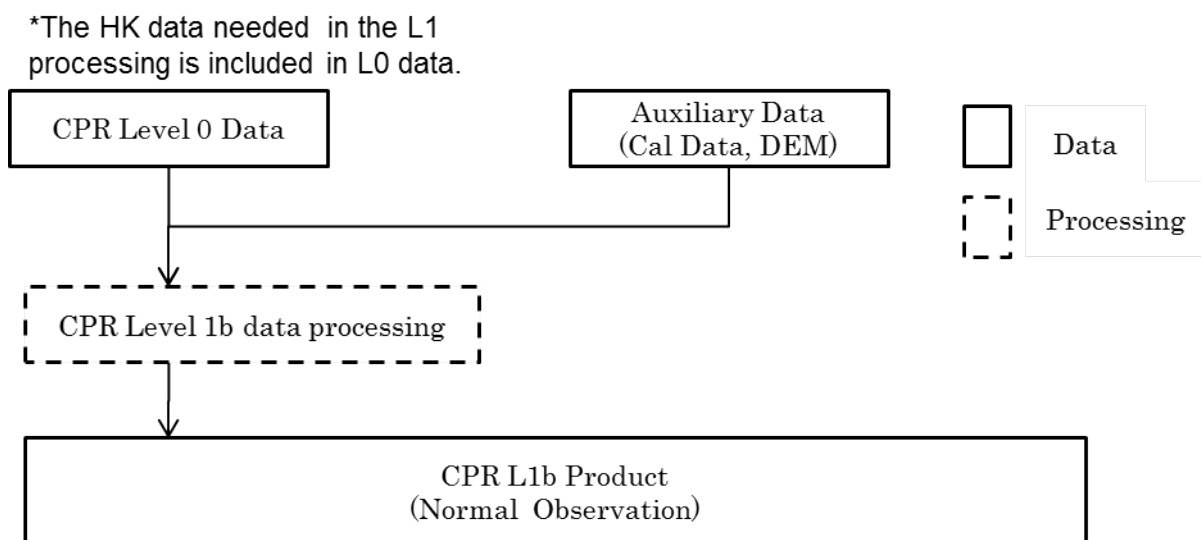 *The HK data needed in the L1
processing is included in L0 data.
CPR Level 0 Data
Auxiliary Data
(Cal Data, DEM)
Data
Processing
CPR Level 1b data processing
CPR L1b Product
(Normal Observation)